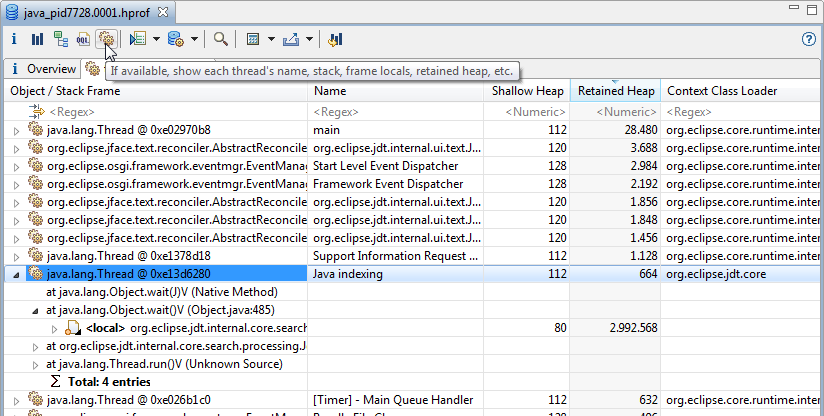 java_pid7728.0001.hprof
i OQL
i Overview
If available, show each thread's name, stack, frame locals, retained heap, etc.
Object / Stack Frame Name Shallow Heap Retained Heap Context Class Loader
<Regex> <Regex> <Numeric> <Numeric> <Regex>
java.lang.Thread @ 0xe02970b8 main 112 28.480 org.eclipse.core.runtime.inter
org.eclipse.jface.text.reconciler.AbstractReconcile org.eclipse.jdt.internal.ui.text.J... 120 3.688 org.eclipse.core.runtime.inter
org.eclipse.osgi.framework.eventmgr.EventManag Start Level Event Dispatcher 128 2.984 org.eclipse.core.runtime.inter
org.eclipse.osgi.framework.eventmgr.EventManag Framework Event Dispatcher 128 2.192 org.eclipse.core.runtime.inter
org.eclipse.jface.text.reconciler.AbstractReconcile org.eclipse.jdt.internal.ui.text.J... 120 1.856 org.eclipse.core.runtime.inter
org.eclipse.jface.text.reconciler.AbstractReconcile org.eclipse.jdt.internal.ui.text.J... 120 1.848 org.eclipse.core.runtime.inter
org.eclipse.jface.text.reconciler.AbstractReconcile org.eclipse.jdt.internal.ui.text.J... 120 1.456 org.eclipse.core.runtime.inter
java.lang.Thread @ 0xe1378d18 Support Information Request ... 112 1.128 org.eclipse.core.runtime.inter
java.lang.Thread @ 0xe13d6280 Java indexing 112 664 org.eclipse.jdt.core
at java.lang.Object.wait(J)V (Native Method)
at java.lang.Object.wait()V (Object.java:485)
<local> org.eclipse.jdt.internal.core.search 80 2.992.568
at org.eclipse.jdt.internal.core.search.processing.J
at java.lang.Thread.run()V (Unknown Source)
Σ Total: 4 entries
java.lang.Thread @ 0xe026b1c0 [Timer] - Main Queue Handler 112 632 org.eclipse.core.runtime.inter